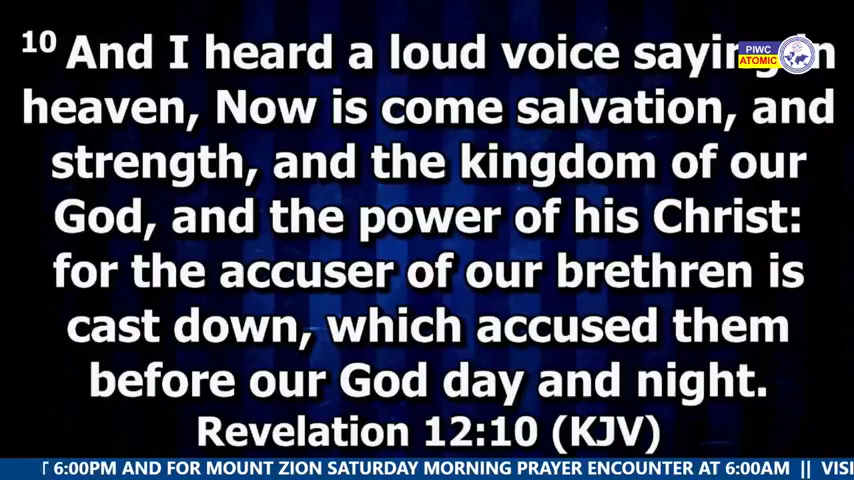 10 And I heard a loud voice saying in
heaven, Now is come salvation, and
strength, and the kingdom of our
God, and the power of his Christ:
for the accuser of our brethren is
cast down, which accused them
before our God day and night.
Revelation 12:10 (KJV)
PIWC
ATOMIC
6:00PM AND FOR MOUNT ZION SATURDAY MORNING PRAYER ENCOUNTER AT 6:00AM ||